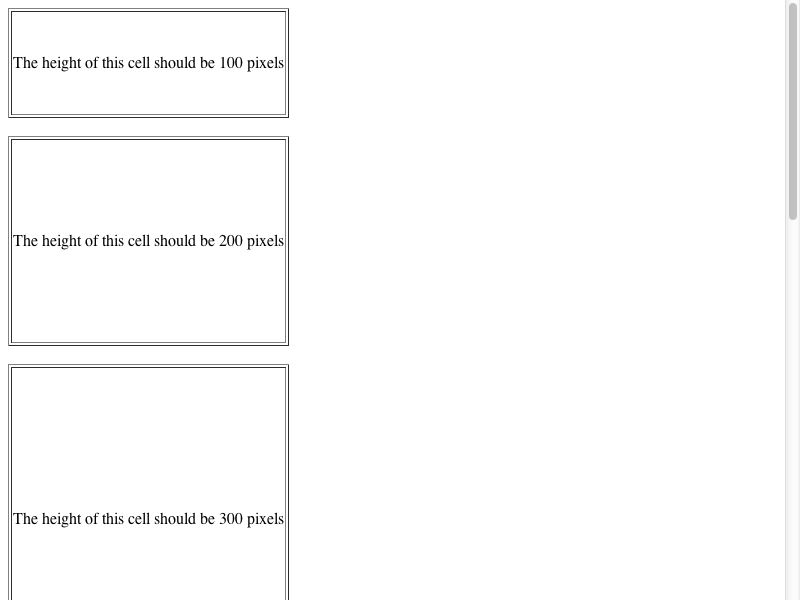 The height of this cell should be 100 pixels
The height of this cell should be 200 pixels
The height of this cell should be 300 pixels